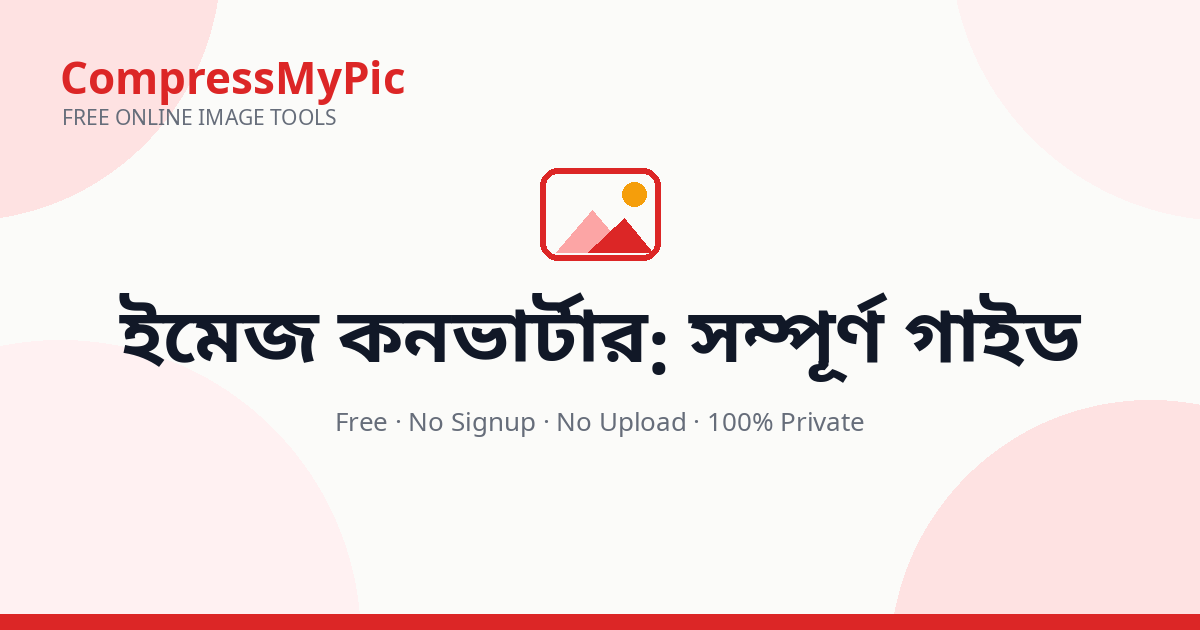 CompressMyPic
FREE ONLINE IMAGE TOOLS
ইমেজ কনভার্টার: সম্পূর্ণ গাইড
Free · No Signup · No Upload · 100% Private